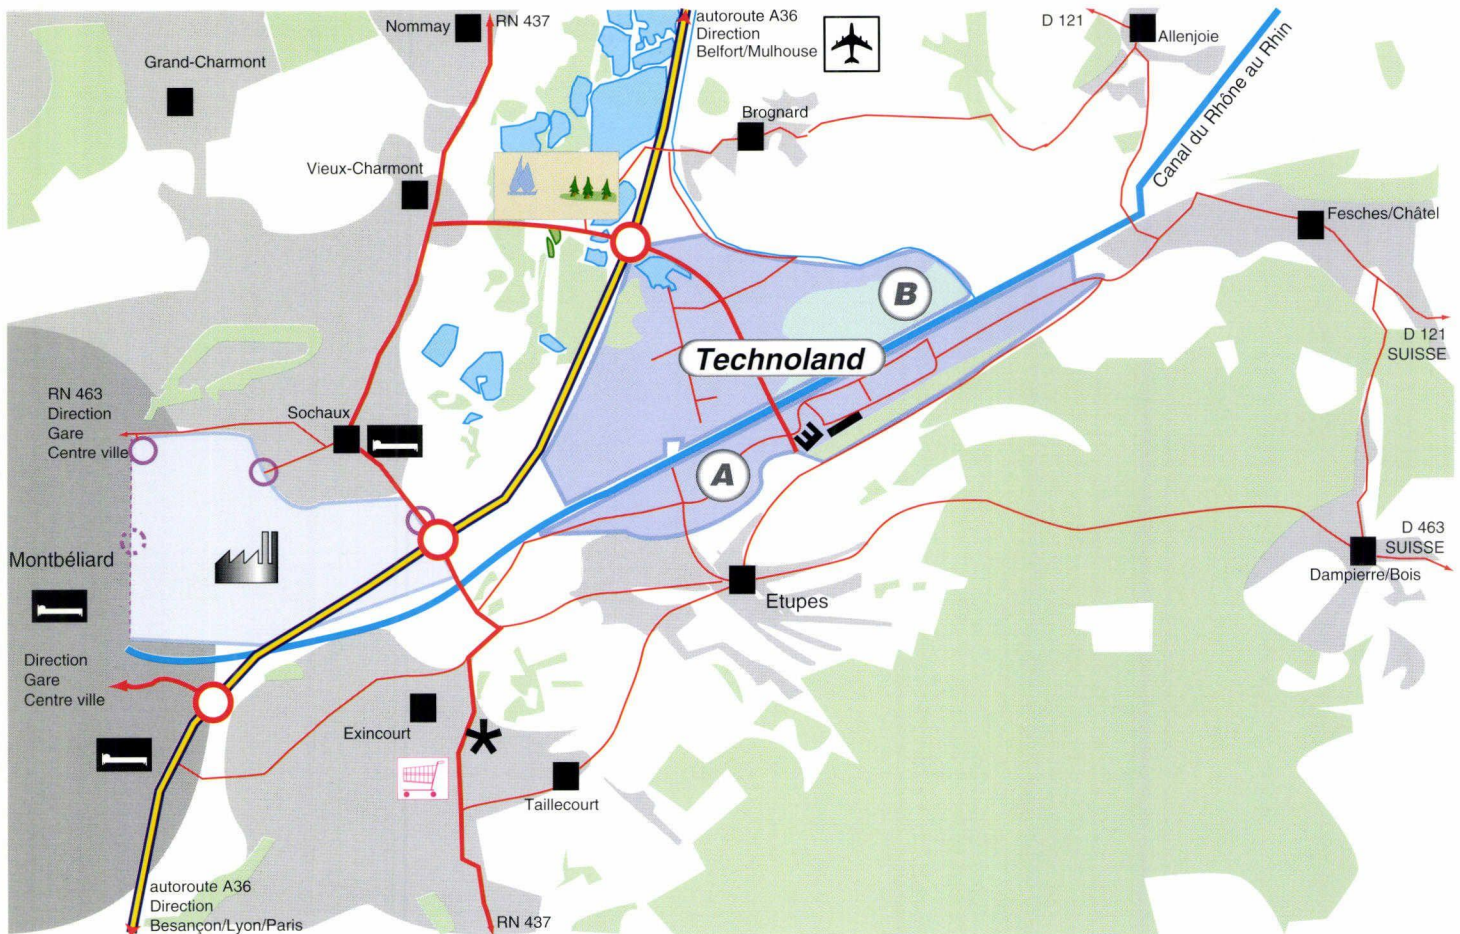 Nommay
RN 437
autoroute A36
Direction
Belfort/Mulhouse
D 121
Allenjoie
Grand-Charmont
Brognard
Canal du Rhône au Rhin
Vieux-Charmont
Fesches/Châtel
B
D 121
SUISSE
Technoland
RN 463
Direction
Gare
Centre ville
Sochaux
A
Montbéliard
D 463
SUISSE
Dampierre/Bois
Etupes
Direction
Gare
Centre ville
Exincourt
Taillecourt
autoroute A36
Direction
Besançon/Lyon/Paris
RN 437